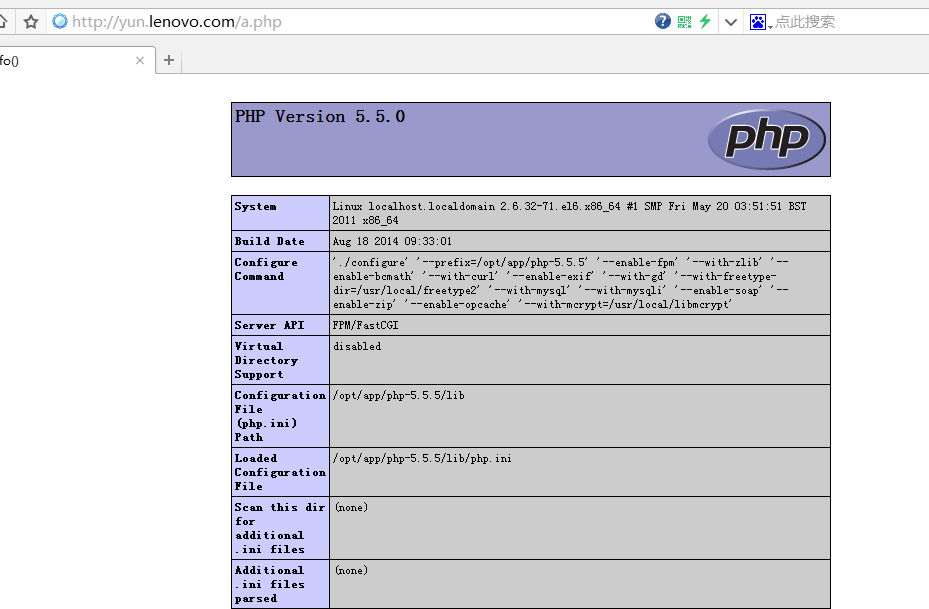 http://yun.lenovo.com/a.php
点此搜索
fo()
PHP Version 5.5.0
php
System
Linux localhost.localdomain 2.6.32-71.el6.x86_64 #1 SMP Fri May 20 03:51:51 BST
2011 x86_64
Build Date
Aug 18 2014 09:33:01
Configure
Command
'./configure' '--prefix=/opt/app/php-5.5.5' '--enable-fpm' '--with-zlib' '--
enable-bcmath' '--with-curl' '--enable-exif' '--with-gd' '--with-freetype-
dir=/usr/local/freetype2' '--with-mysql' '--with-mysqli' '--enable-soap' '--
enable-zip' '--enable-opcache' '--with-mcrypt=/usr/local/libmcrypt'
Server API
FPM/FastCGI
Virtual
Directory
Support
disabled
Configuration
File
(php.ini)
Path
/opt/app/php-5.5.5/lib
Loaded
Configuration
File
/opt/app/php-5.5.5/lib/php.ini
Scan this dir
for
additional
.ini files
(none)
Additional
.ini files
parsed
(none)